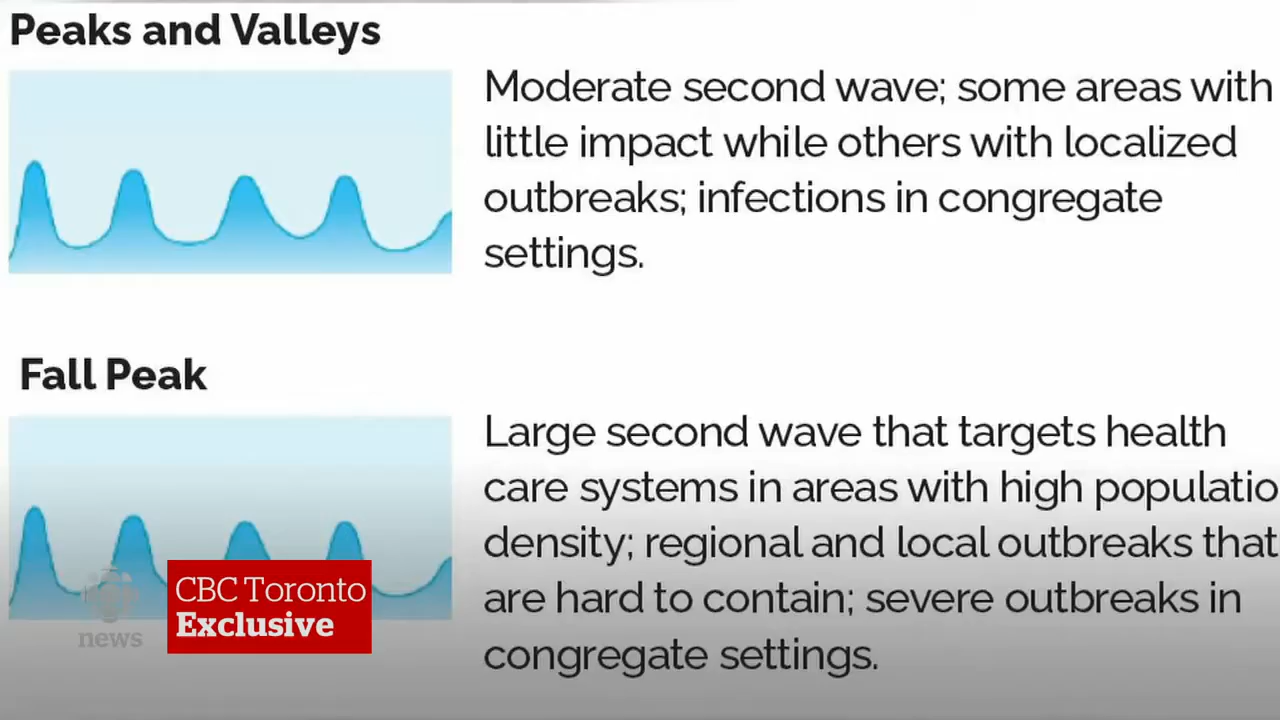 Peaks and Valleys
Moderate second wave; some areas with
little impact while others with localized
outbreaks; infections in congregate
settings.
Fall Peak
Large second wave that targets health
care systems in areas with high populatio
density; regional and local outbreaks that
are hard to contain; severe outbreaks in
congregate settings.
CBC Toronto
Exclusive
news